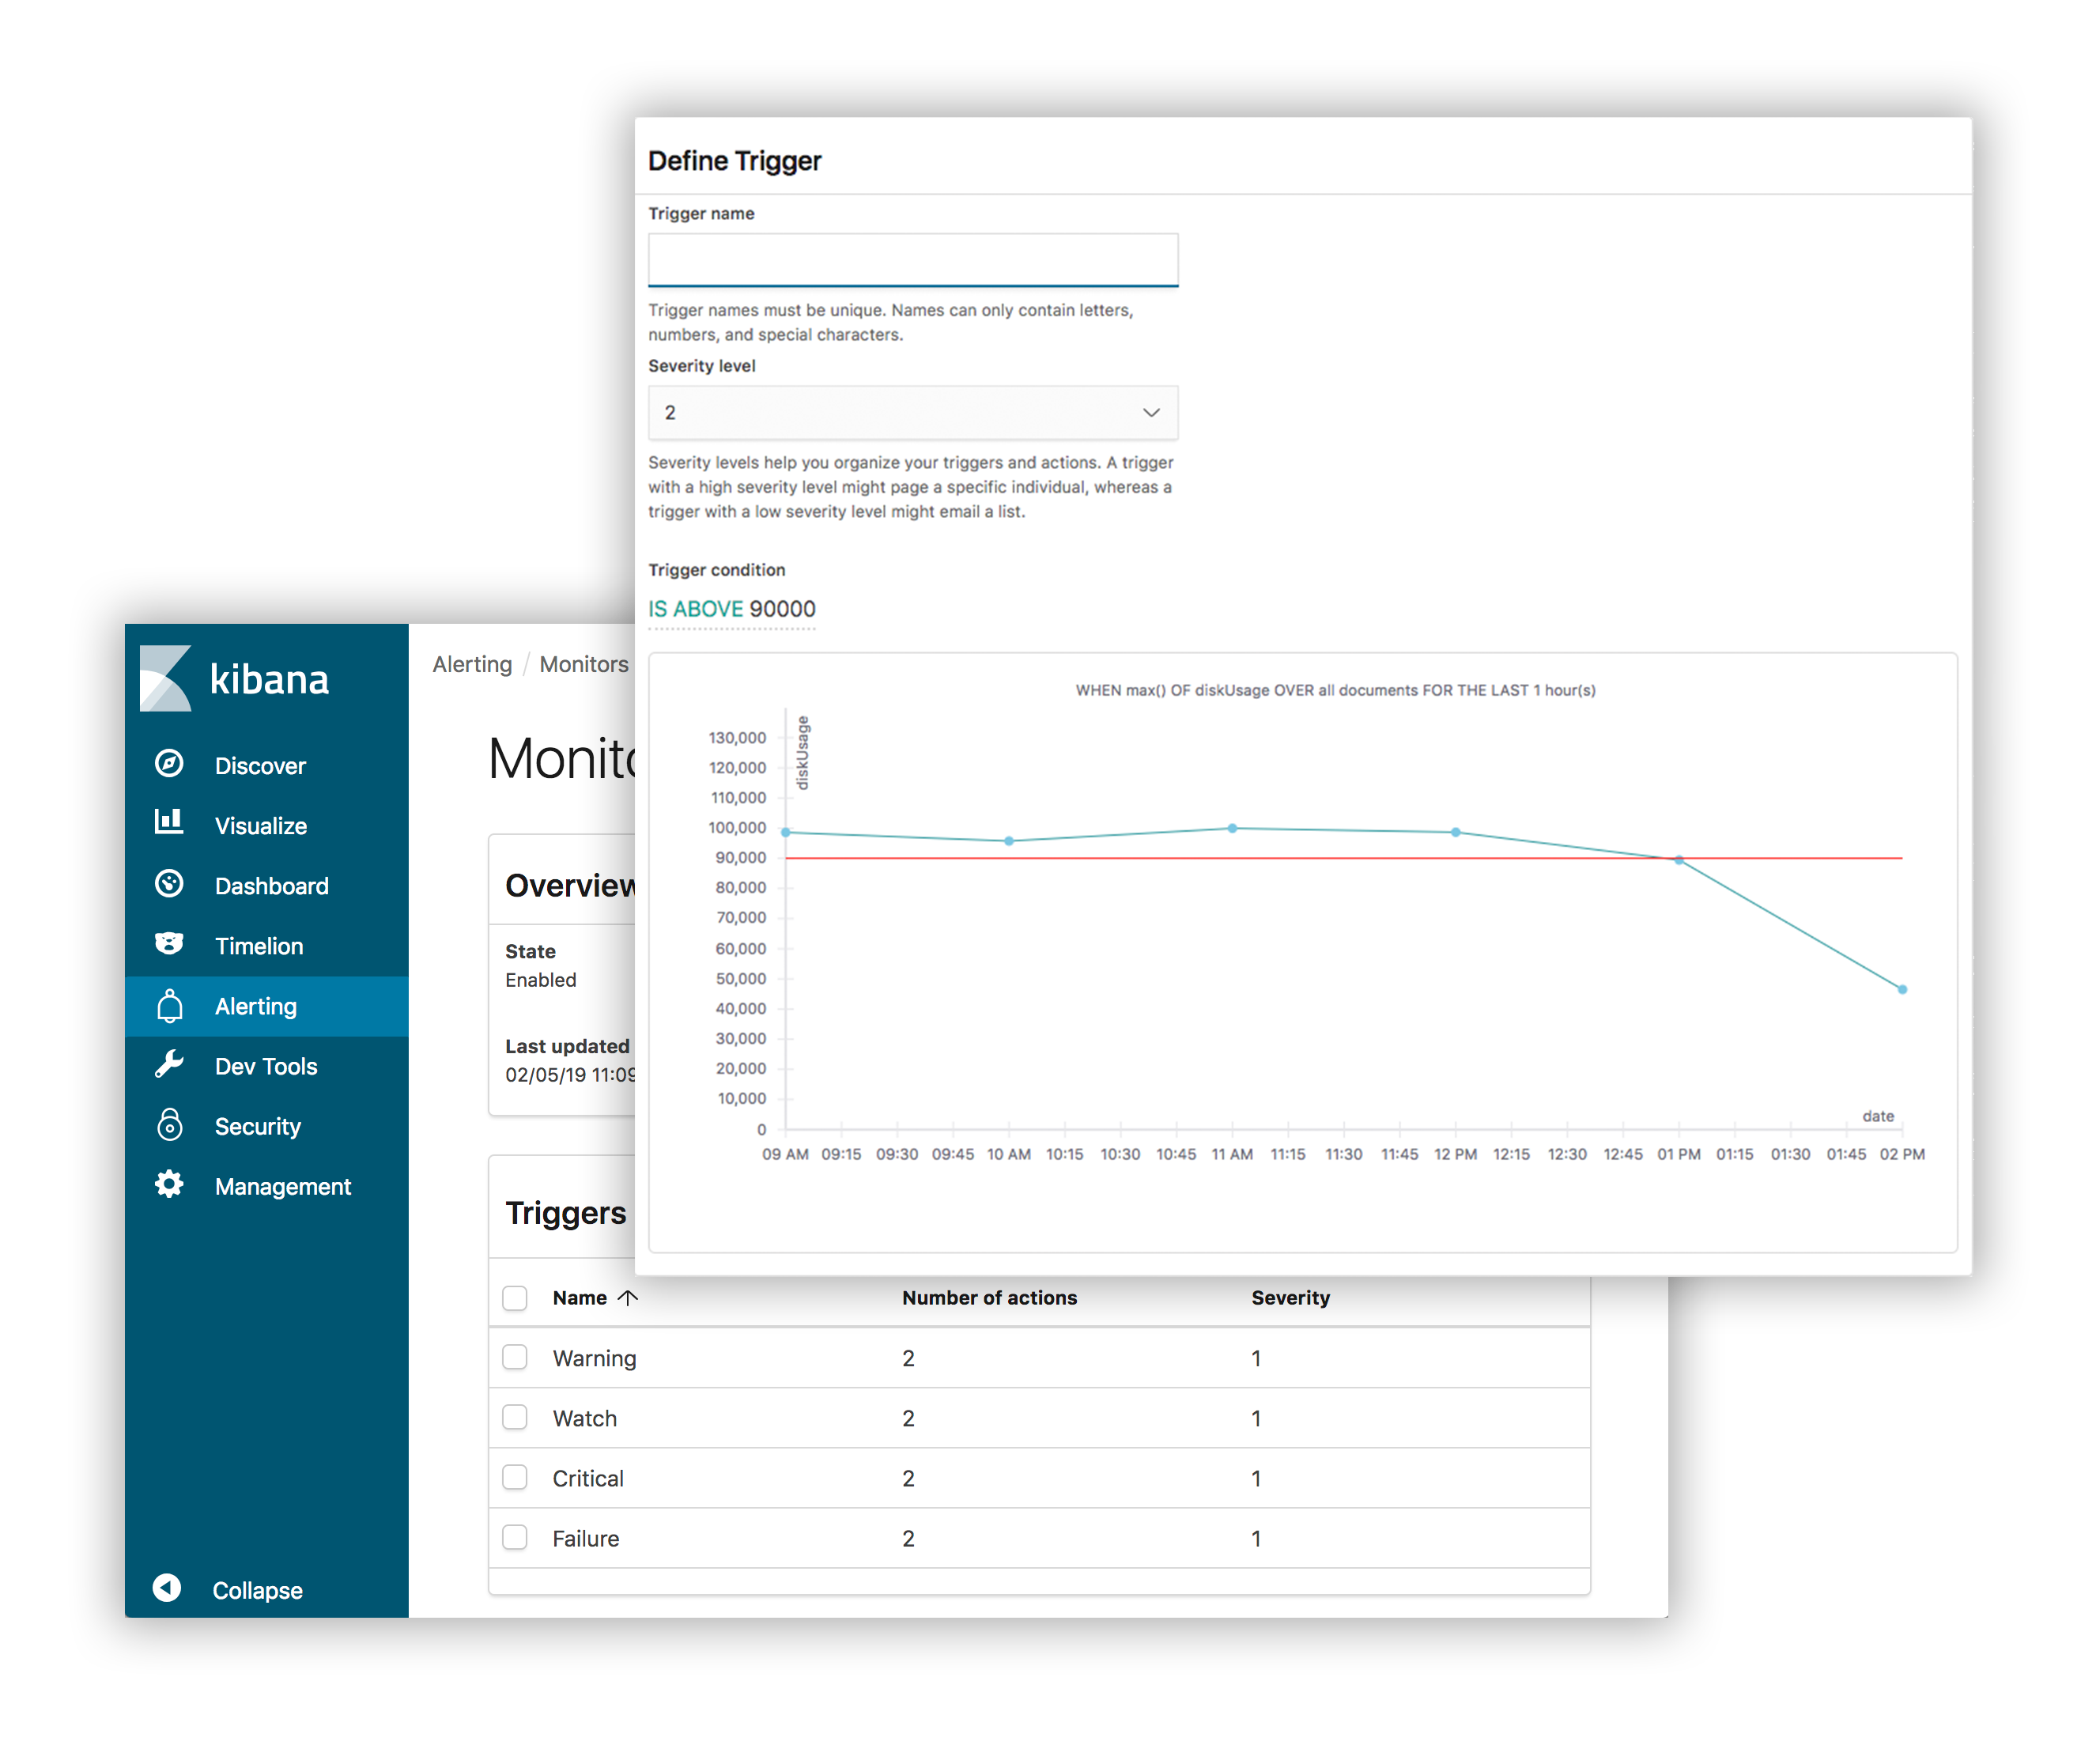 Define Trigger
Trigger name
Trigger names must be unique. Names can only contain letters,
numbers, and special characters.
Severity level
2
Severity levels help you organize your triggers and actions. A trigger
with a high severity level might page a specific individual, whereas a
trigger with a low severity level might email a list.
Trigger condition
IS ABOVE 90000
WHEN max() OF diskUsage OVER all documents FOR THE LAST 1 hour(s)
diskUsage
130,000
120,000
110,000
100,000
90,000
80,000
70,000
60,000
50,000
40,000
30,000
20,000
10,000
0
date
09 AM 09:15 09:30 09:45 10 AM 10:15 10:30 10:45 11 AM 11:15 11:30 11:45 12 PM 12:15 12:30 12:45 01 PM 01:15 01:30 01:45 02 PM
kibana
Discover
Visualize
Dashboard
Timelion
Alerting
Dev Tools
Security
Management
Collapse
Alerting / Monitors
Monito
Overview
State
Enabled
Last updated
02/05/19 11:09
Triggers
Name Number of actions Severity
Warning 2 1
Watch 2 1
Critical 2 1
Failure 2 1